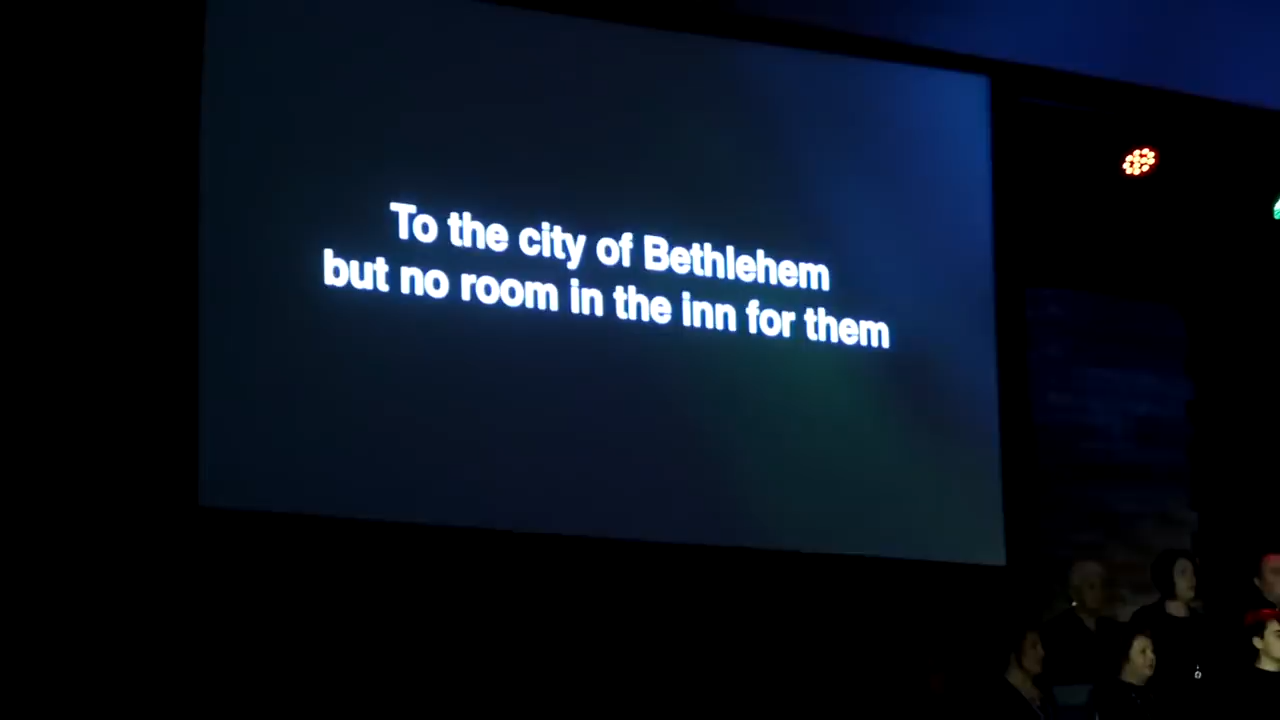 To the city of Bethlehem
but no room in the inn for them